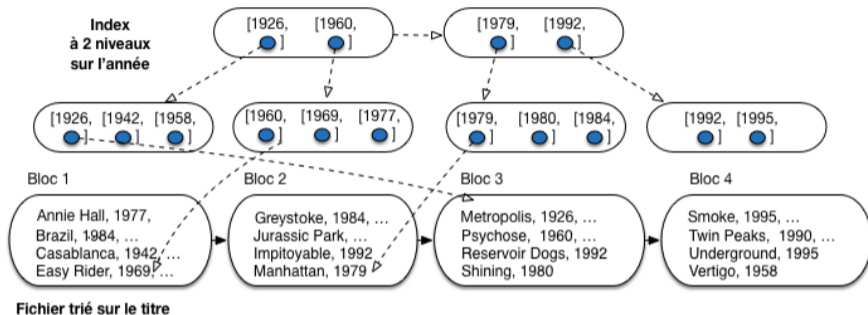 Index
à 2 niveaux
sur l'année
[1926, ] [1960, ] [1979, ] [1992, ]
[1926, ] [1942, ] [1958, ] [1960, ] [1969, ] [1977, ] [1979, ] [1980, ] [1984, ] [1992, ] [1995, ]
Bloc 1
Annie Hall, 1977,
Brazil, 1984, ...
Casablanca, 1942, ...
Easy Rider, 1969, ...
Bloc 2
Greystoke, 1984, ...
Jurassic Park, ...
Impitoyable, 1992
Manhattan, 1979
Bloc 3
Metropolis, 1926, ...
Psychose, 1960, ...
Reservoir Dogs, 1992
Shining, 1980
Bloc 4
Smoke, 1995, ...
Twin Peaks, 1990, ...
Underground, 1995
Vertigo, 1958
Fichier trié sur le titre